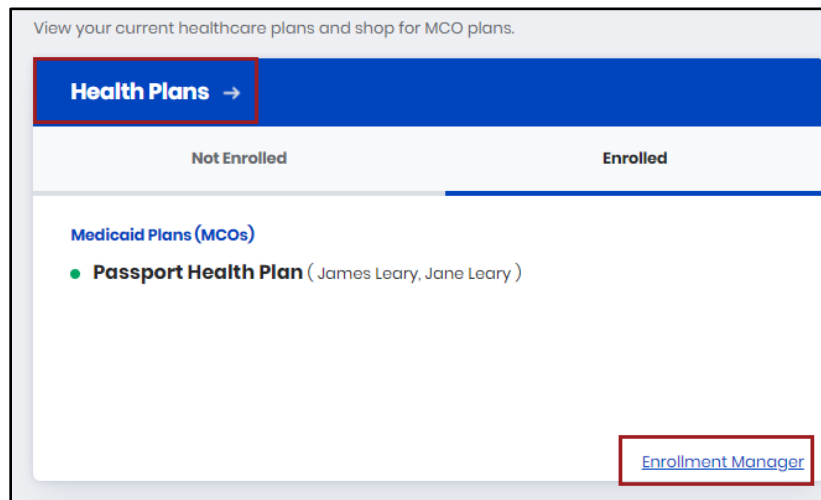 View your current healthcare plans and shop for MCO plans.
Health Plans →
Not Enrolled Enrolled
Medicaid Plans (MCOs)
• Passport Health Plan ( James Leary, Jane Leary )
Enrollment Manager